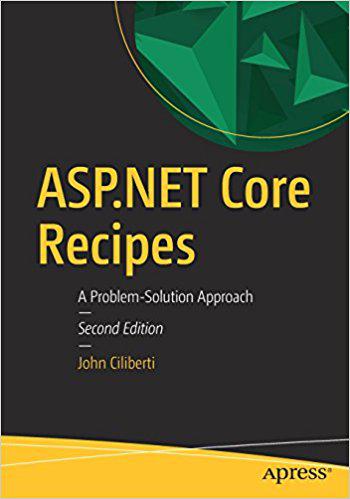 ASP.NET Core
Recipes
A Problem-Solution Approach
—
Second Edition
—
John Ciliberti
Apress®